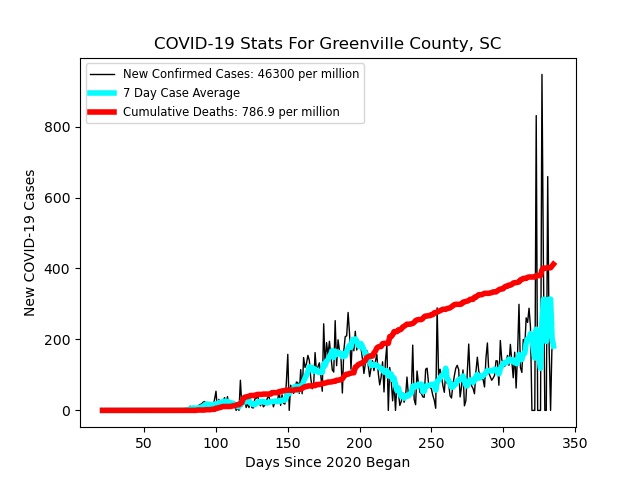 COVID-19 Stats For Greenville County, SC
New Confirmed Cases: 46300 per million
7 Day Case Average
Cumulative Deaths: 786.9 per million
New COVID-19 Cases
800
600
400
200
0
50 100 150 200 250 300 350
Days Since 2020 Began